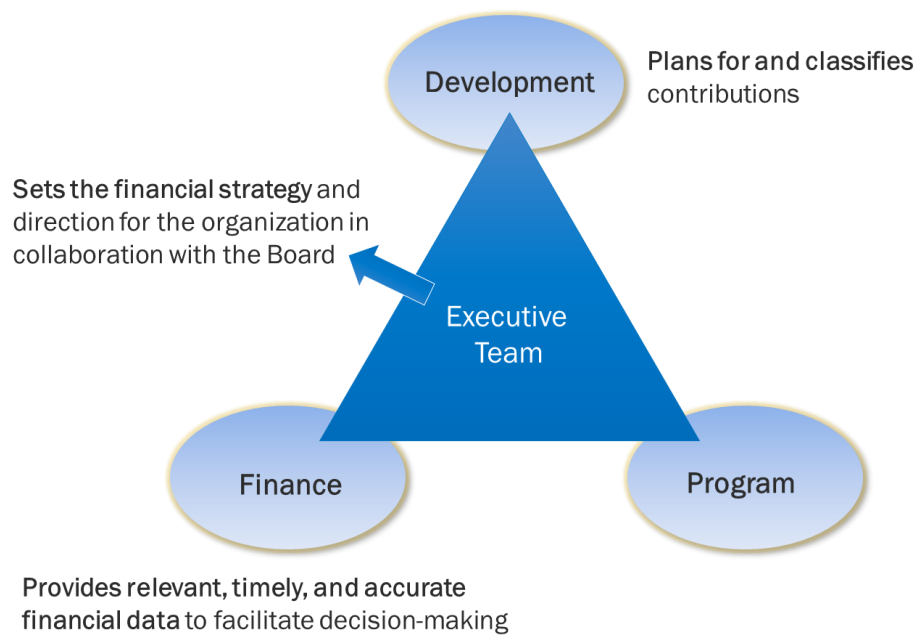 Development
Plans for and classifies
contributions
Sets the financial strategy and
direction for the organization in
collaboration with the Board
Executive
Team
Finance
Program
Provides relevant, timely, and accurate
financial data to facilitate decision-making